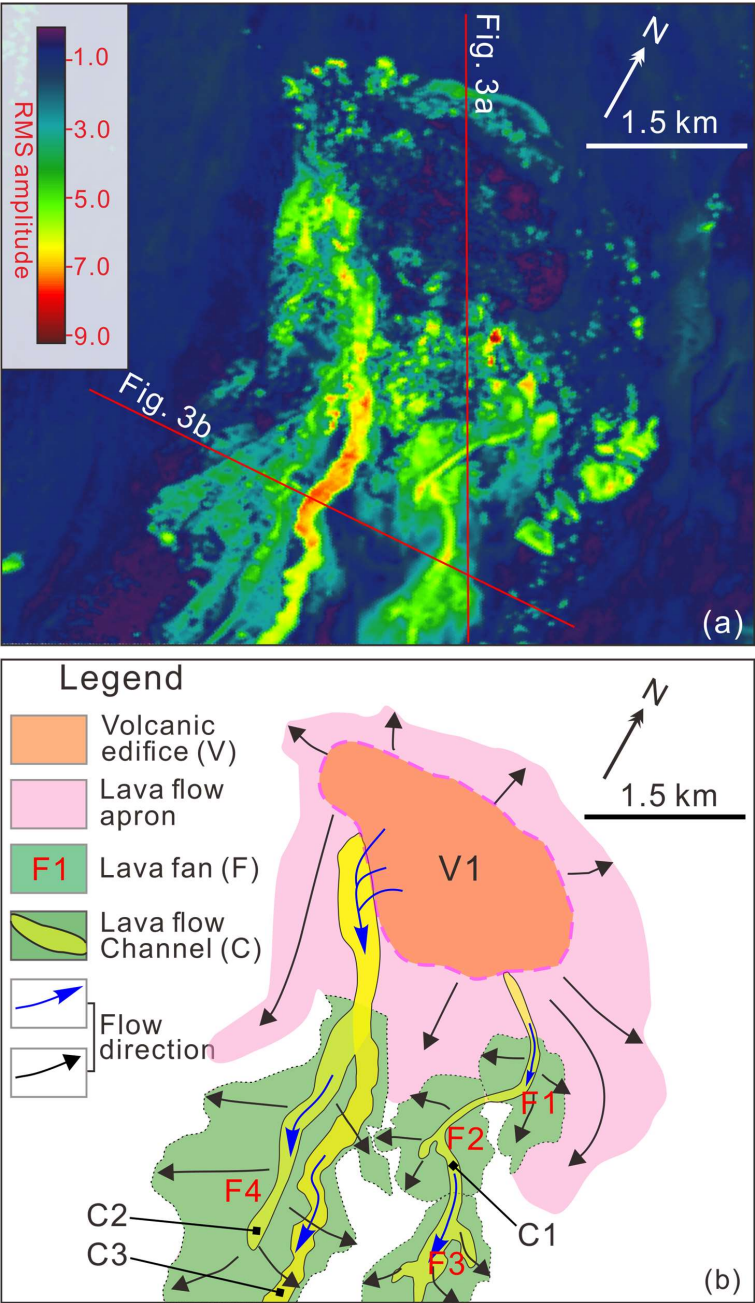 -1.0
-3.0
-5.0
-7.0
-9.0
RMS amplitude
Fig. 3a
N
1.5 km
Fig. 3b
(a)
Legend
Volcanic
edifice (V)
Lava flow
apron
F1
Lava fan (F)
Lava flow
Channel (C)
Flow
direction
N
1.5 km
V1
F1
F2
F4
C2
C1
C3
F3
(b)